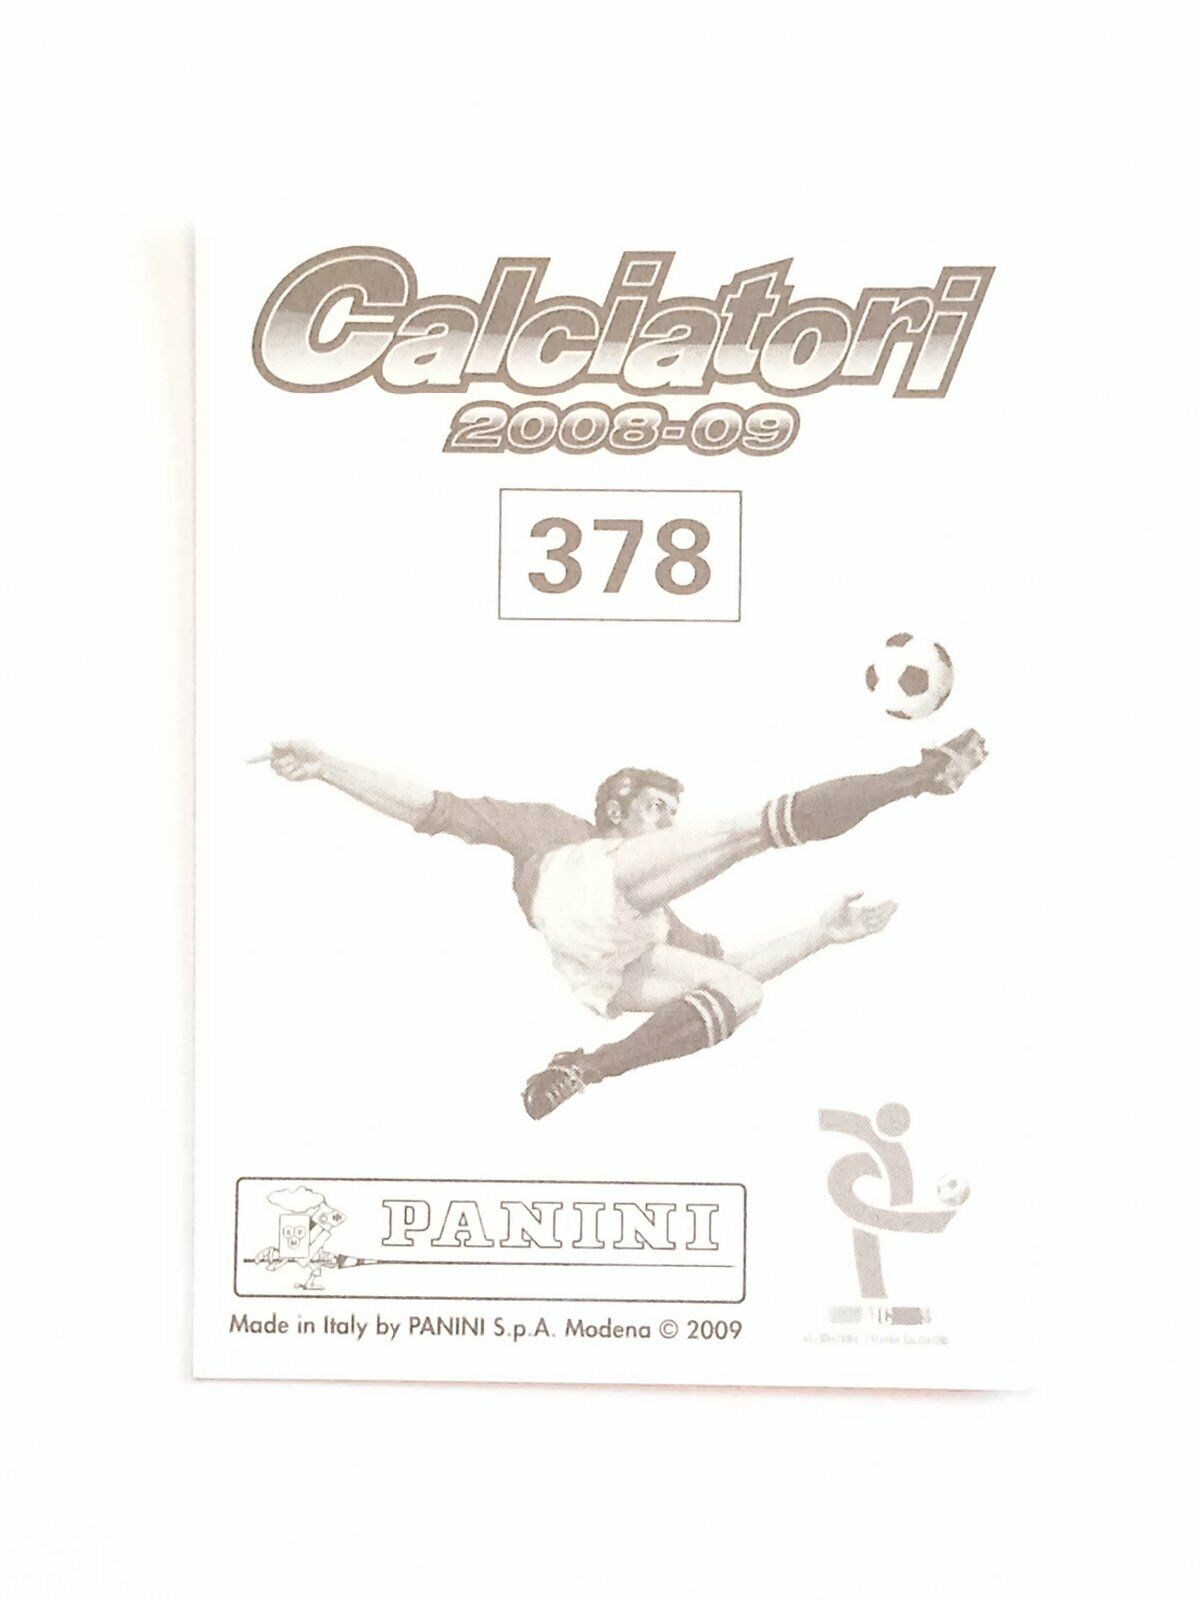 Calciatori
2008-09
378
PANINI
Made in Italy by PANINI S.p.A. Modena © 2009